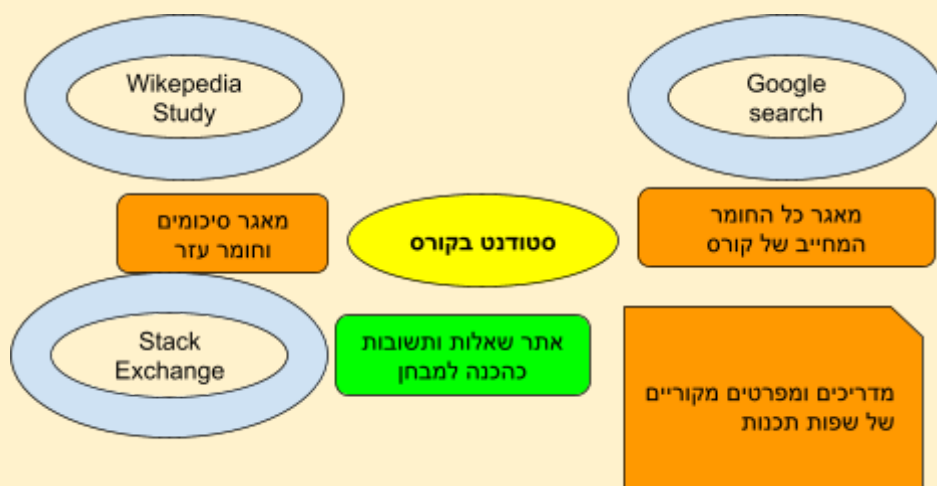 Wikepedia
Study
Google
search
מאגר סיכומים
וחומר עזר
סטודנט בקורס
מאגר כל החומר
המחייב של קורס
Stack
Exchange
אתר שאלות ותשובות
כהכנה למבחן
מדריכים ומפרטים מקוריים
של שפות תכנות